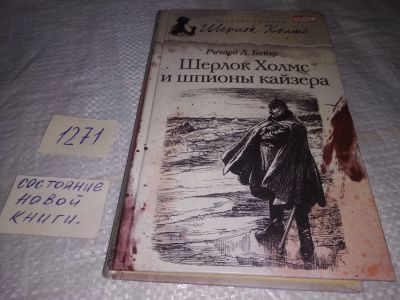 Шерлок Холмс
Ричард Л. Бойер
Шерлок Холмс
и шпионы кайзера
1271
СОСТОЯНИЕ
НОВОЙ
КНИГИ.